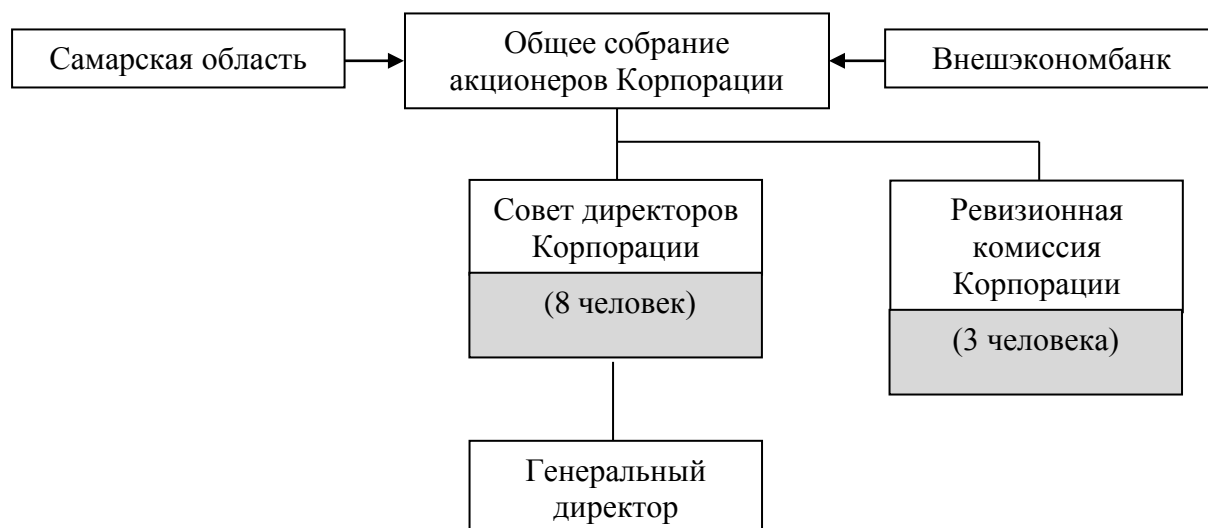 Самарская область
Общее собрание
акционеров Корпорации
Внешэкономбанк
Совет директоров
Корпорации
(8 человек)
Ревизионная
комиссия
Корпорации
(3 человека)
Генеральный
директор